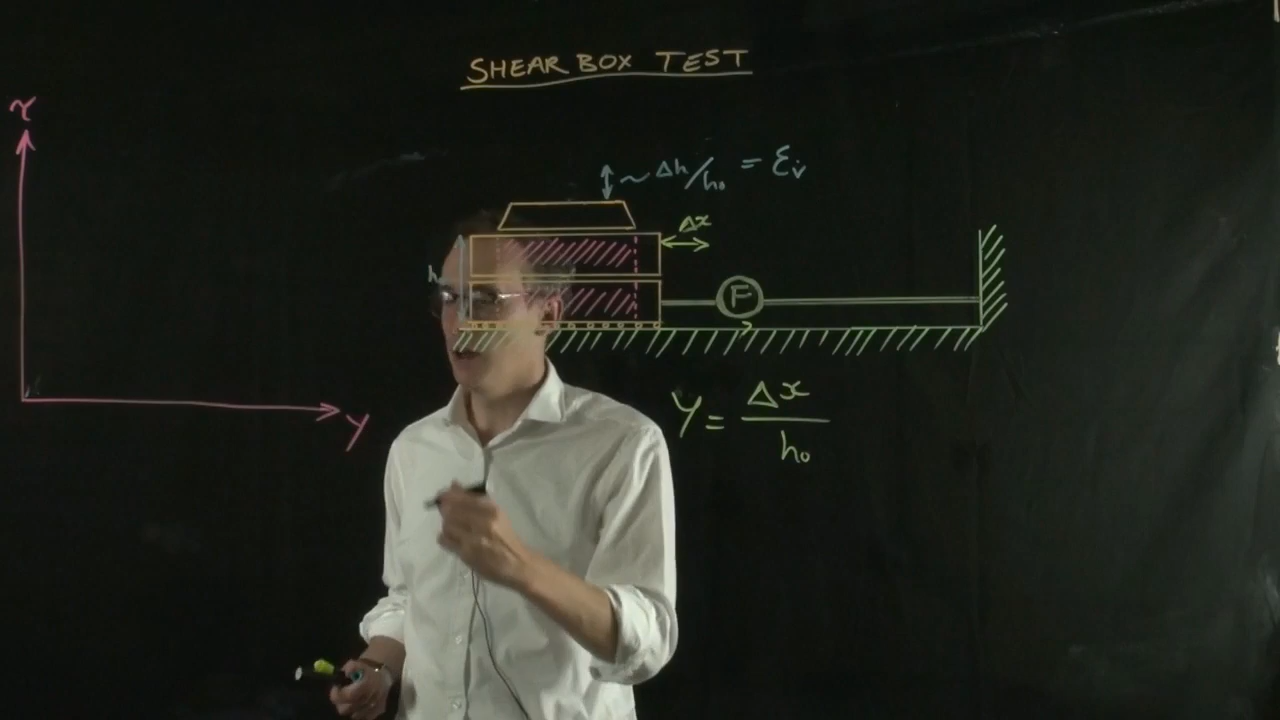 SHEAR BOX TEST
τ
~ Δh/h₀ = εᵥ
Δx
h
F
γ = Δx/h₀
γ